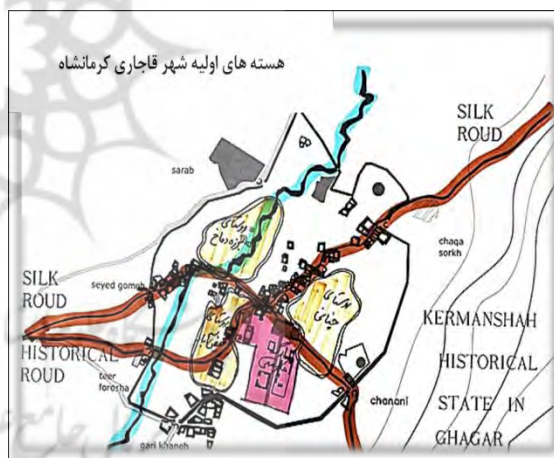 هسته های اولیه شهر قاجاری کرمانشاه
SILK
ROUD
sarab
chaqa
sorkh
seyed gomeh
SILK
ROUD
HISTORICAL
ROUD
teer
forosha
gari khaneh
chanani
KERMANSHAH
HISTORICAL
STATE IN
GHAGAR